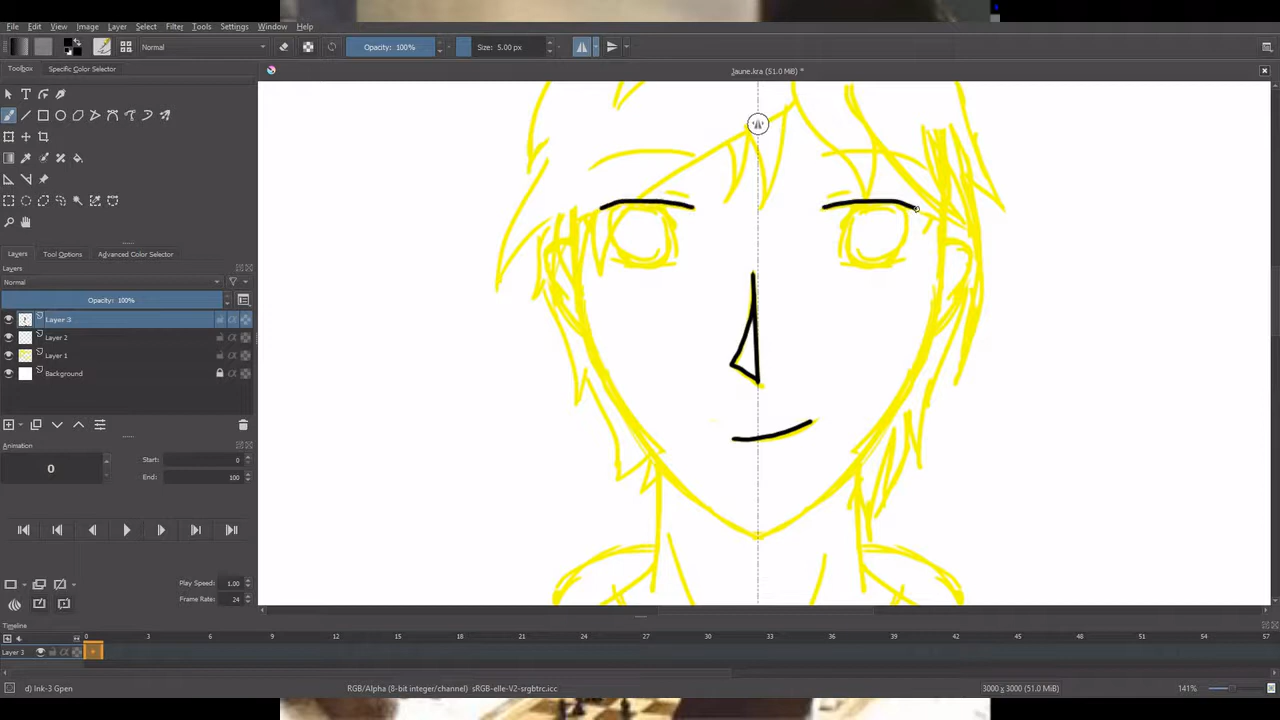 File Edit View Image Layer Select Filter Tools Settings Window Help
Normal Opacity: 100% Size: 5.00 px
Toolbox Specific Color Selector
Jaune.kra (51.0 MiB) *
Layers Tool Options Advanced Color Selector
Layers
Normal
Opacity: 100%
Layer 3
Layer 2
Layer 1
Background
Animation
0 Start: 0
End: 100
Play Speed: 1.00
Frame Rate: 24
Timeline
0 3 6 9 12 15 18 21 24 27 30 33 36 39 42 45 48 51 54 57
Layer 3
d) Ink-3 Gpen RGB/Alpha (8-bit integer/channel) sRGB-elle-V2-srgbtrc.icc 3000 x 3000 (51.0 MiB) 141%